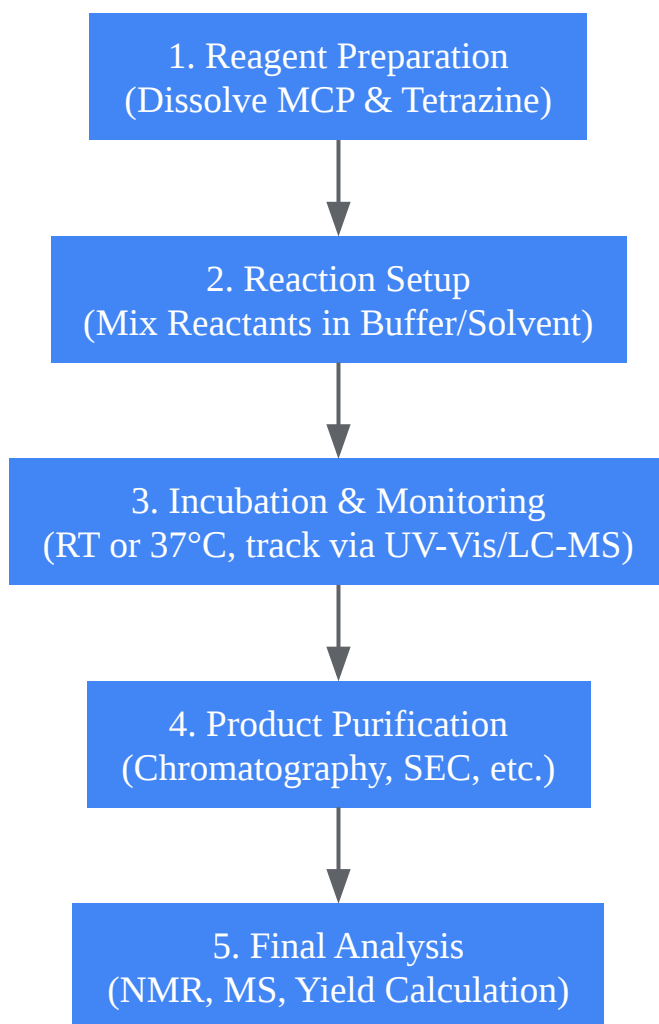 1. Reagent Preparation
(Dissolve MCP & Tetrazine)
2. Reaction Setup
(Mix Reactants in Buffer/Solvent)
3. Incubation & Monitoring
(RT or 37°C, track via UV-Vis/LC-MS)
4. Product Purification
(Chromatography, SEC, etc.)
5. Final Analysis
(NMR, MS, Yield Calculation)